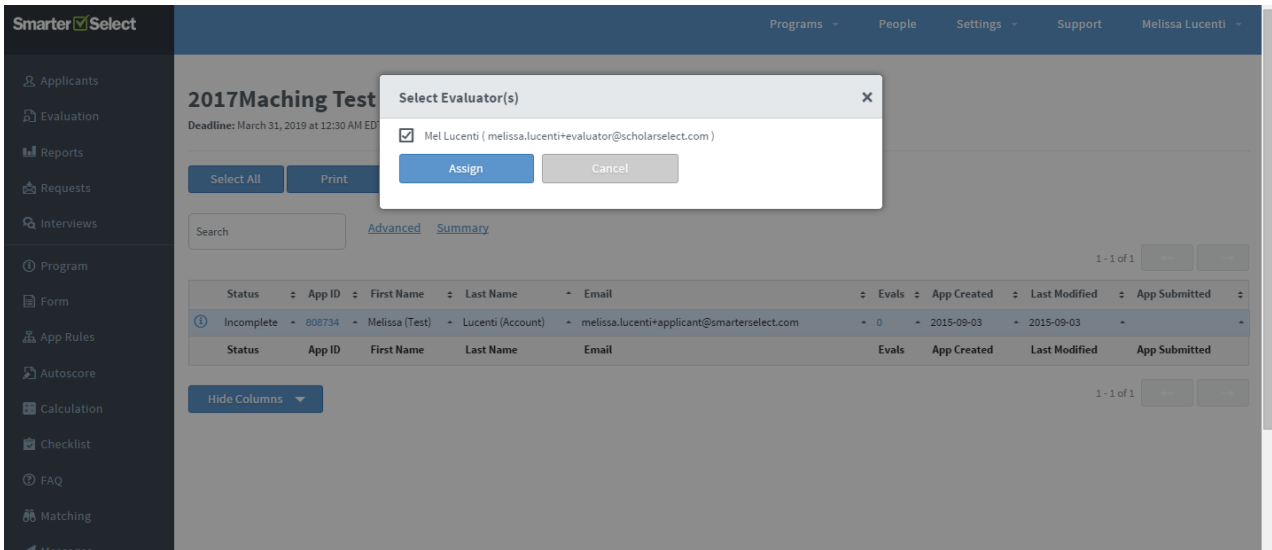 Smarter Select
Programs People Settings Support Melissa Lucenti
Applicants
Evaluation
Reports
Requests
Interviews
Program
Form
App Rules
Autoscore
Calculation
Checklist
FAQ
Matching
2017Maching Test
Deadline: March 31, 2019 at 12:30 AM EDT
Select Evaluator(s)
Mel Lucenti ( melissa.lucenti+evaluator@scholarselect.com )
Assign Cancel
Select All Print
Search Advanced Summary
1 - 1 of 1
Status App ID First Name Last Name Email Evals App Created Last Modified App Submitted
Incomplete 808734 Melissa (Test) Lucenti (Account) melissa.lucenti+applicant@smarterselect.com 0 2015-09-03 2015-09-03
Status App ID First Name Last Name Email Evals App Created Last Modified App Submitted
Hide Columns
1 - 1 of 1